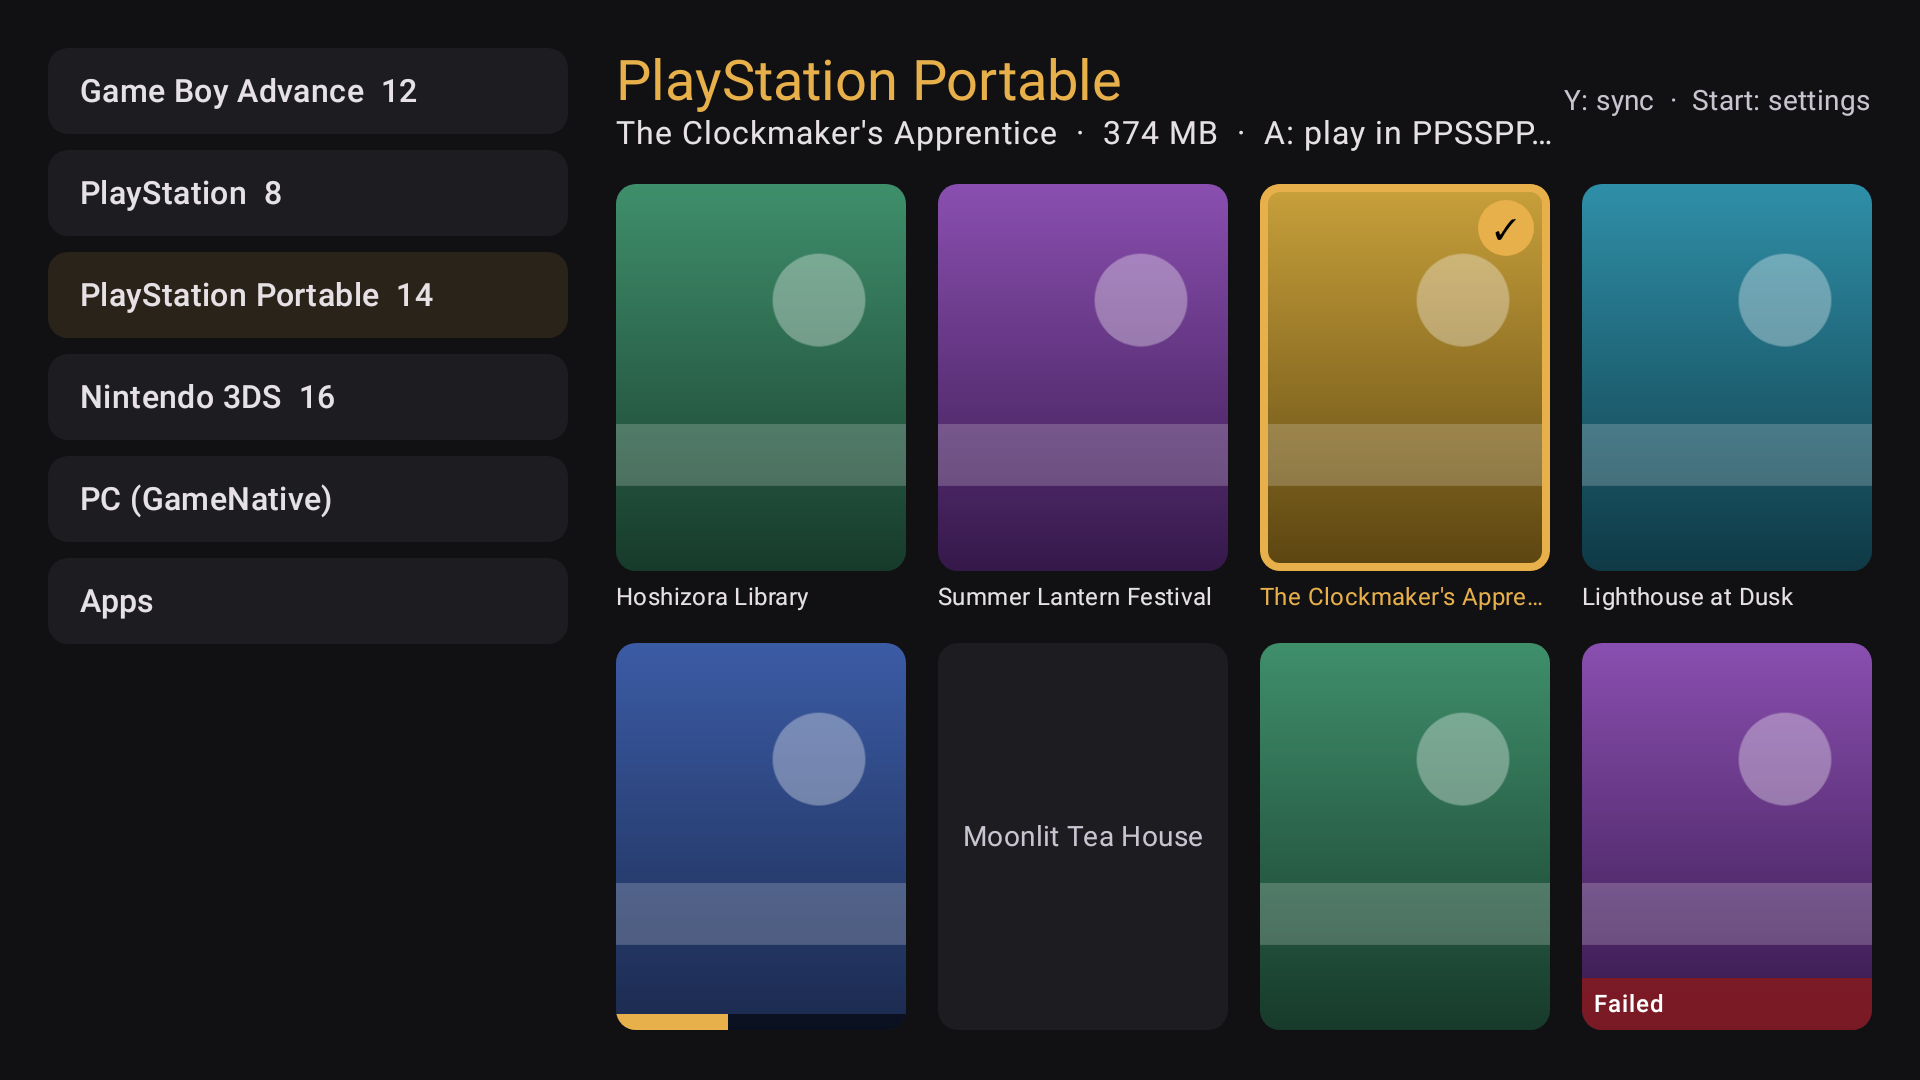 Game Boy Advance 12
PlayStation 8
PlayStation Portable 14
Nintendo 3DS 16
PC (GameNative)
Apps
PlayStation Portable
The Clockmaker's Apprentice · 374 MB · A: play in PPSSPP…
Y: sync · Start: settings
✓
Hoshizora Library
Summer Lantern Festival
The Clockmaker's Appre…
Lighthouse at Dusk
Moonlit Tea House
Failed